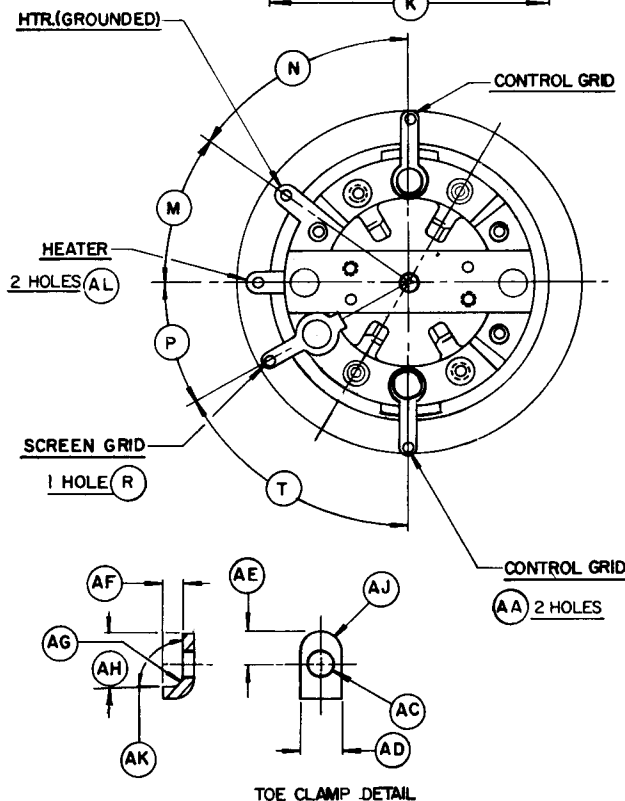 K
HTR.(GROUNDED)
N
CONTROL GRID
M
HEATER
2 HOLES AL
P
SCREEN GRID
1 HOLE R
T
CONTROL GRID
AA 2 HOLES
AF
AE
AJ
AG
AH
AC
AK
AD
TOE CLAMP DETAIL